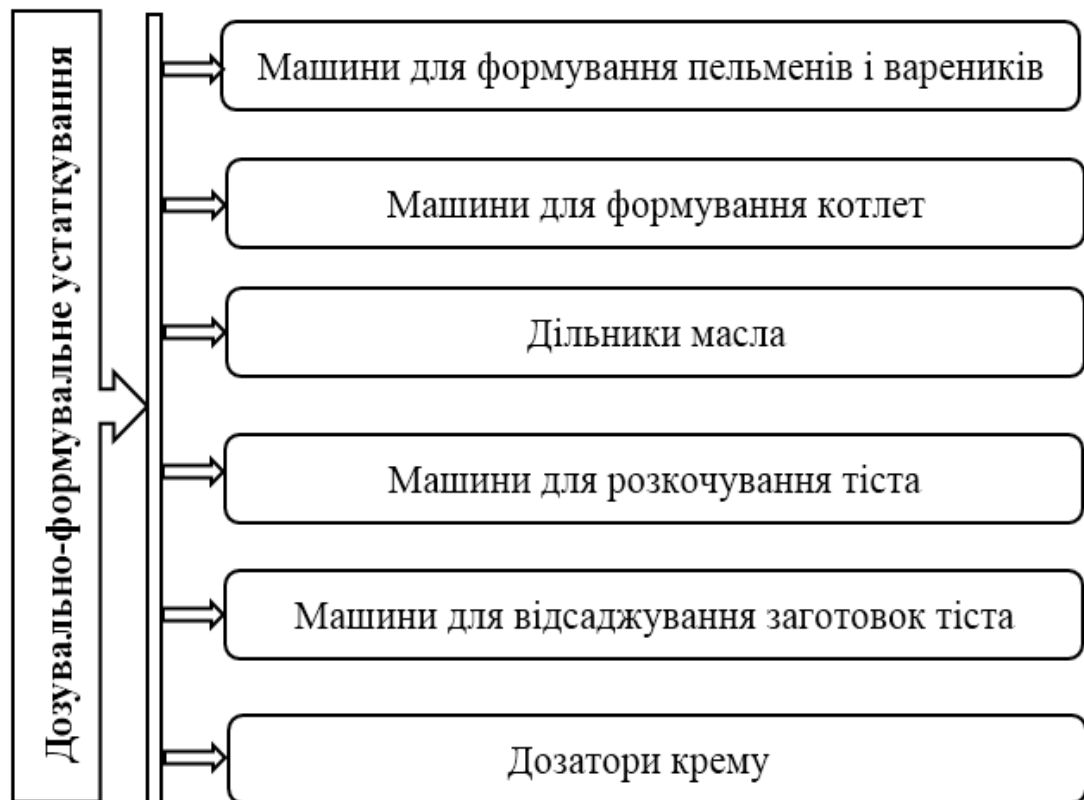 Дозувально-формувальне устаткування
Машини для формування пельменів і вареників
Машини для формування котлет
Дільники масла
Машини для розкочування тіста
Машини для відсаджування заготовок тіста
Дозатори крему